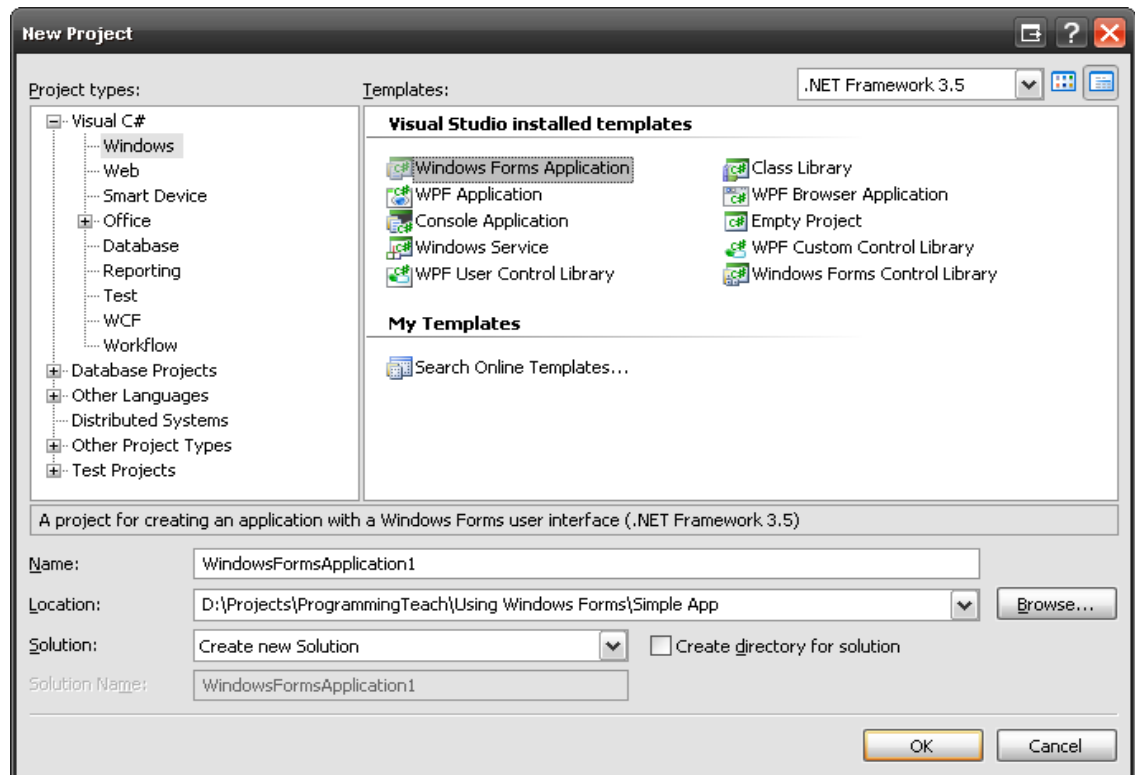 New Project
Project types:
Templates:
.NET Framework 3.5
Visual C#
Windows
Web
Smart Device
Office
Database
Reporting
Test
WCF
Workflow
Database Projects
Other Languages
Distributed Systems
Other Project Types
Test Projects
Visual Studio installed templates
Windows Forms Application
Class Library
WPF Application
WPF Browser Application
Console Application
Empty Project
Windows Service
WPF Custom Control Library
WPF User Control Library
Windows Forms Control Library
My Templates
Search Online Templates...
A project for creating an application with a Windows Forms user interface (.NET Framework 3.5)
Name:
WindowsFormsApplication1
Location:
D:\Projects\ProgrammingTeach\Using Windows Forms\Simple App
Browse...
Solution:
Create new Solution
Create directory for solution
Solution Name:
WindowsFormsApplication1
OK
Cancel